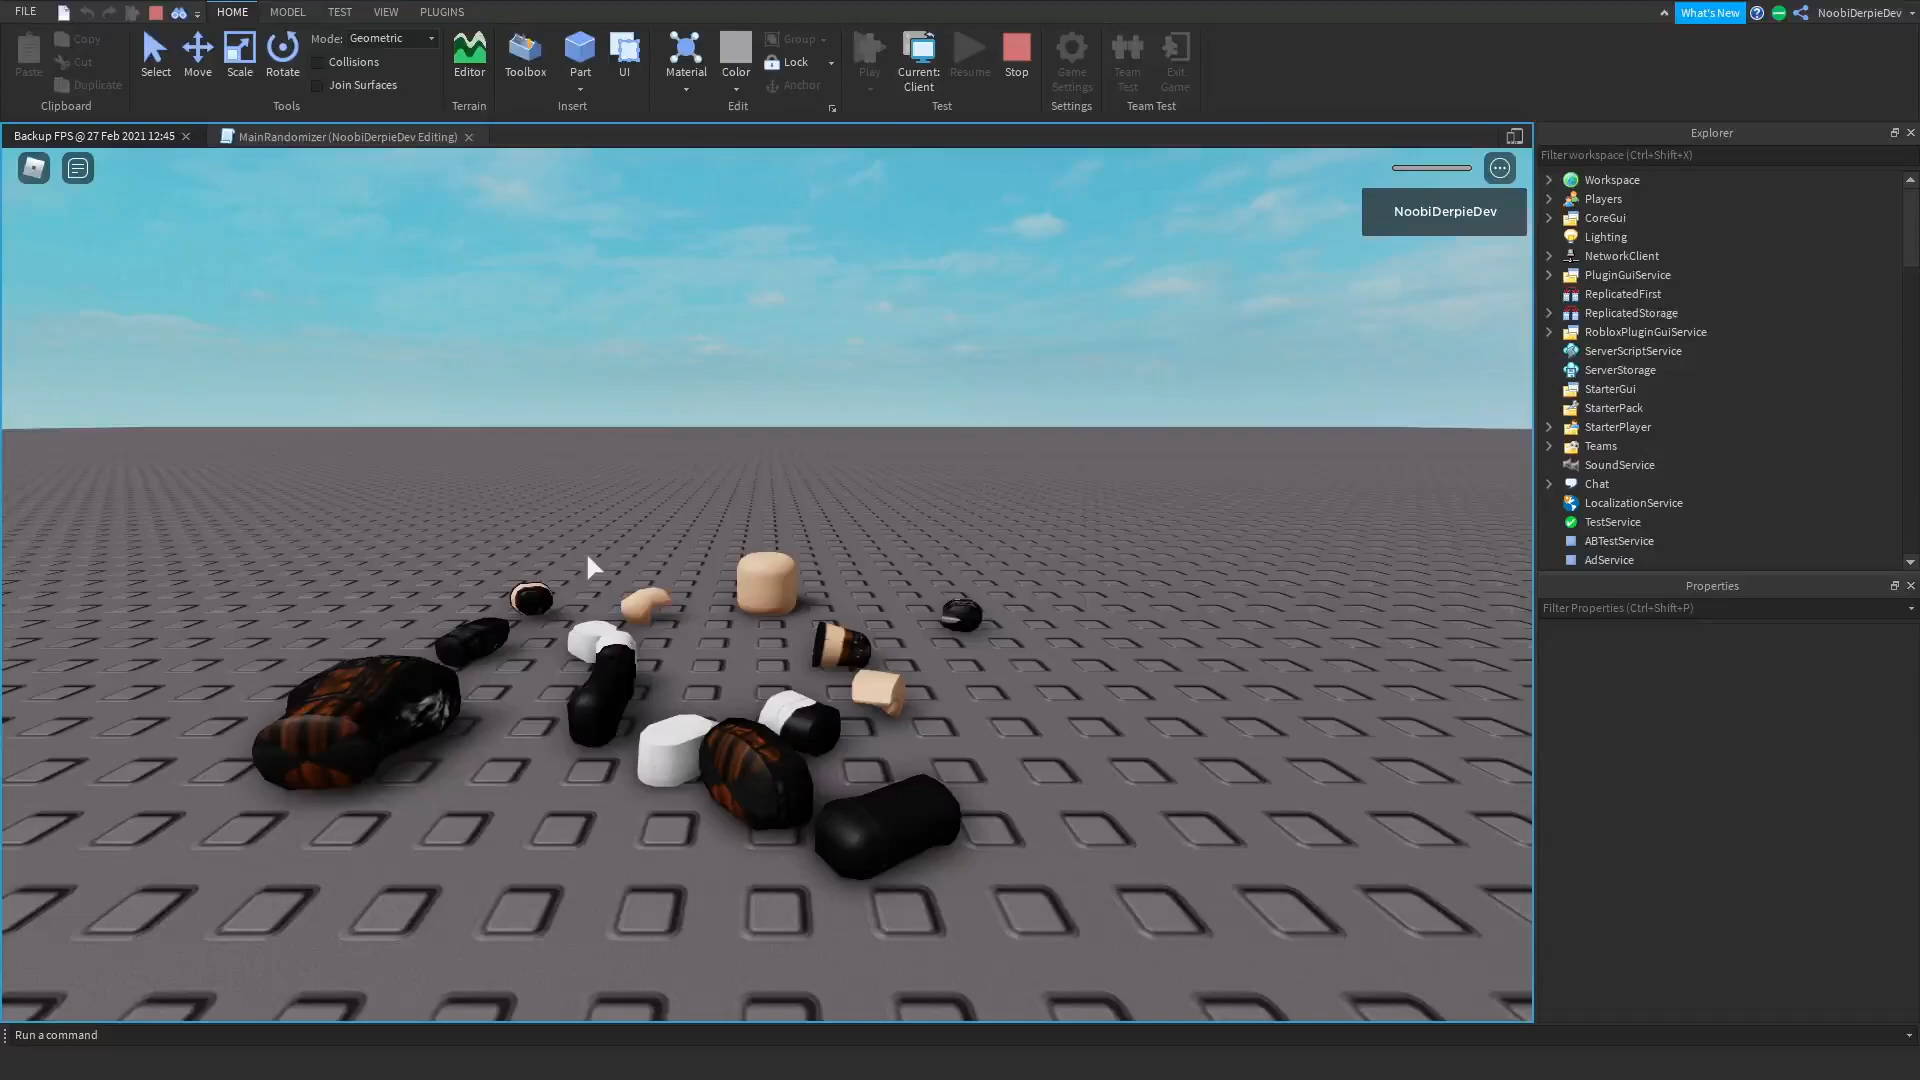 FILE HOME MODEL TEST VIEW PLUGINS What's New NoobiDerpieDev
Paste
Copy
Cut
Duplicate
Clipboard
Select Move Scale Rotate
Mode: Geometric
Collisions
Join Surfaces
Tools
Editor
Terrain
Toolbox Part UI
Insert
Material Color
Group
Lock
Anchor
Edit
Play Current: Client Resume Stop
Test
Game Settings
Settings
Team Test Exit Game
Team Test
Backup FPS @ 27 Feb 2021 12:45 MainRandomizer (NoobiDerpieDev Editing)
NoobiDerpieDev
Explorer
Filter workspace (Ctrl+Shift+X)
Workspace
Players
CoreGui
Lighting
NetworkClient
PluginGuiService
ReplicatedFirst
ReplicatedStorage
RobloxPluginGuiService
ServerScriptService
ServerStorage
StarterGui
StarterPack
StarterPlayer
Teams
SoundService
Chat
LocalizationService
TestService
ABTestService
AdService
Properties
Filter Properties (Ctrl+Shift+P)
Run a command